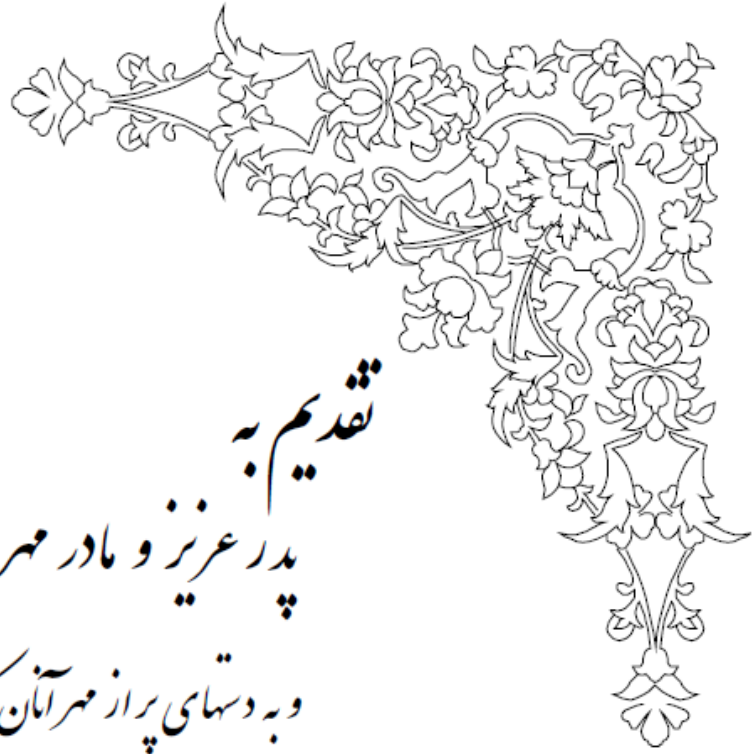 تقدیم به
پدر عزیز و مادر مهر
و به دستهای پر از مهر آنان